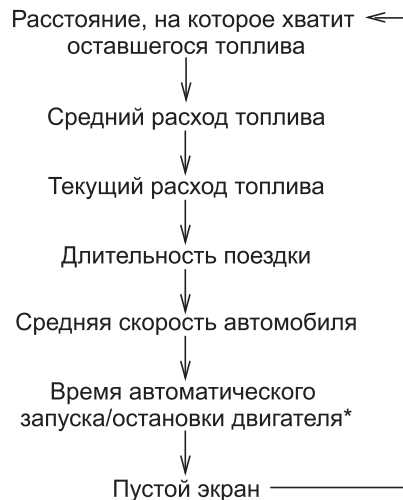 Расстояние, на которое хватит
оставшегося топлива
Средний расход топлива
Текущий расход топлива
Длительность поездки
Средняя скорость автомобиля
Время автоматического
запуска/остановки двигателя*
Пустой экран